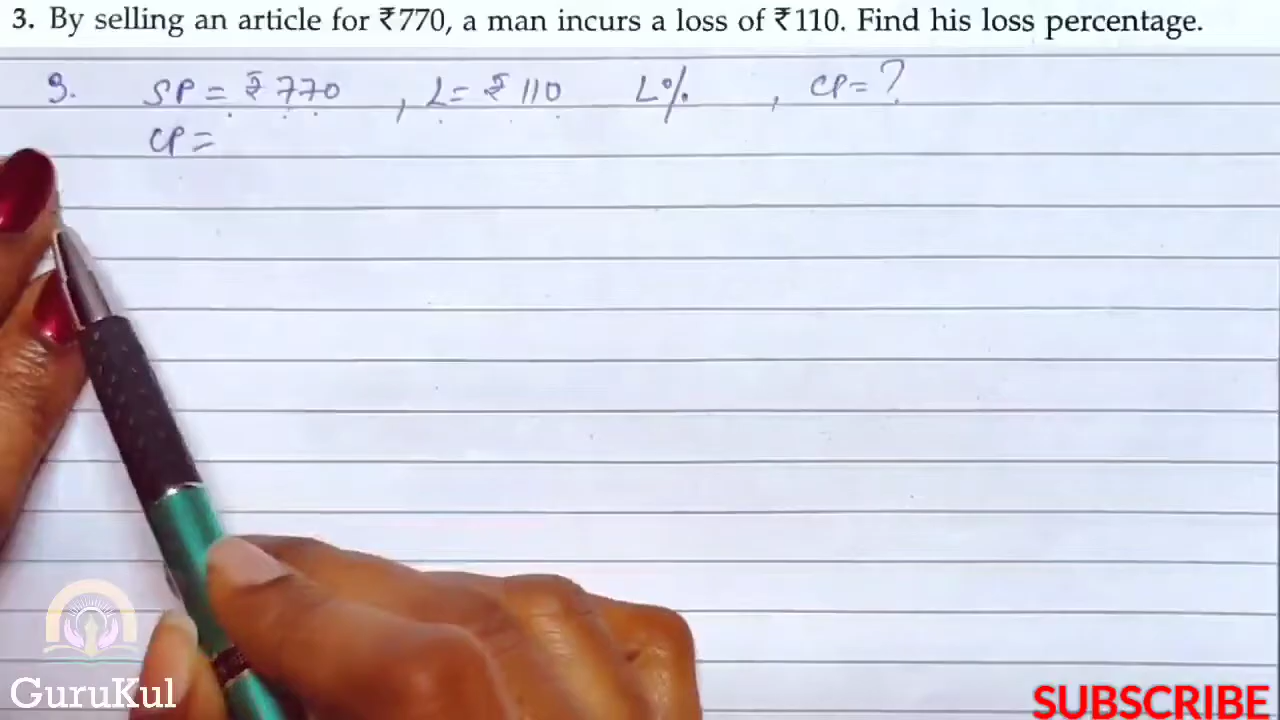 3. By selling an article for ₹770, a man incurs a loss of ₹110. Find his loss percentage.
3. SP = ₹ 770 , L = ₹ 110 L% , CP = ?
CP =
GuruKul
SUBSCRIBE